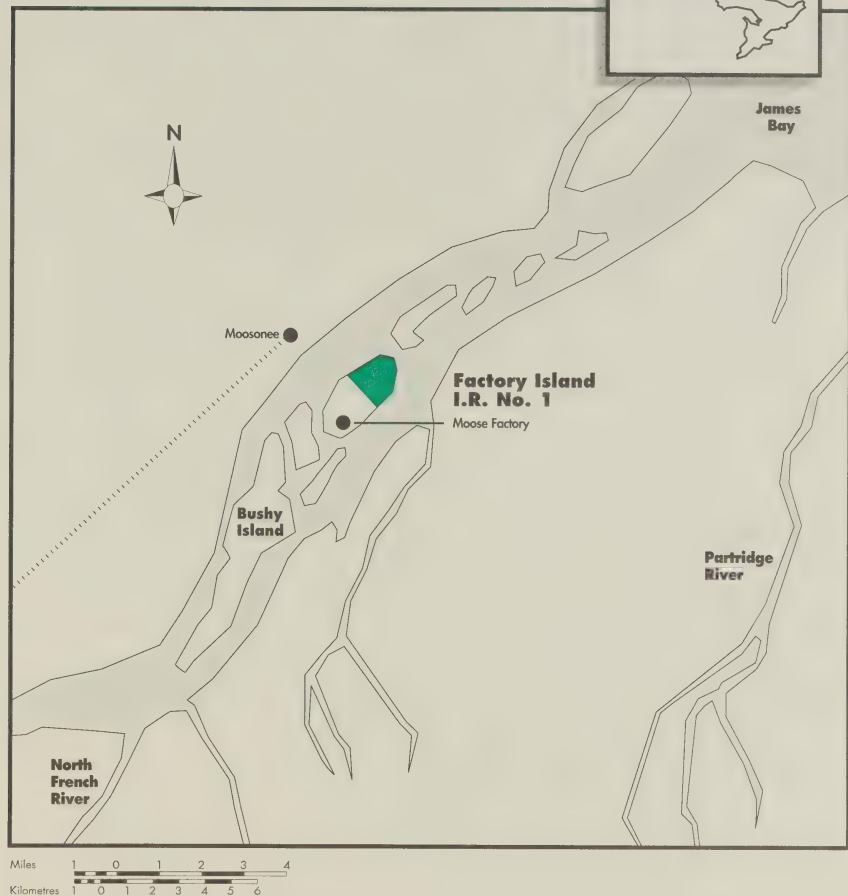 James
Bay
N
Moosonee
Factory Island
I.R. No. 1
Moose Factory
Bushy
Island
Partridge
River
North
French
River
Miles 1 0 1 2 3 4
Kilometres 1 0 1 2 3 4 5 6